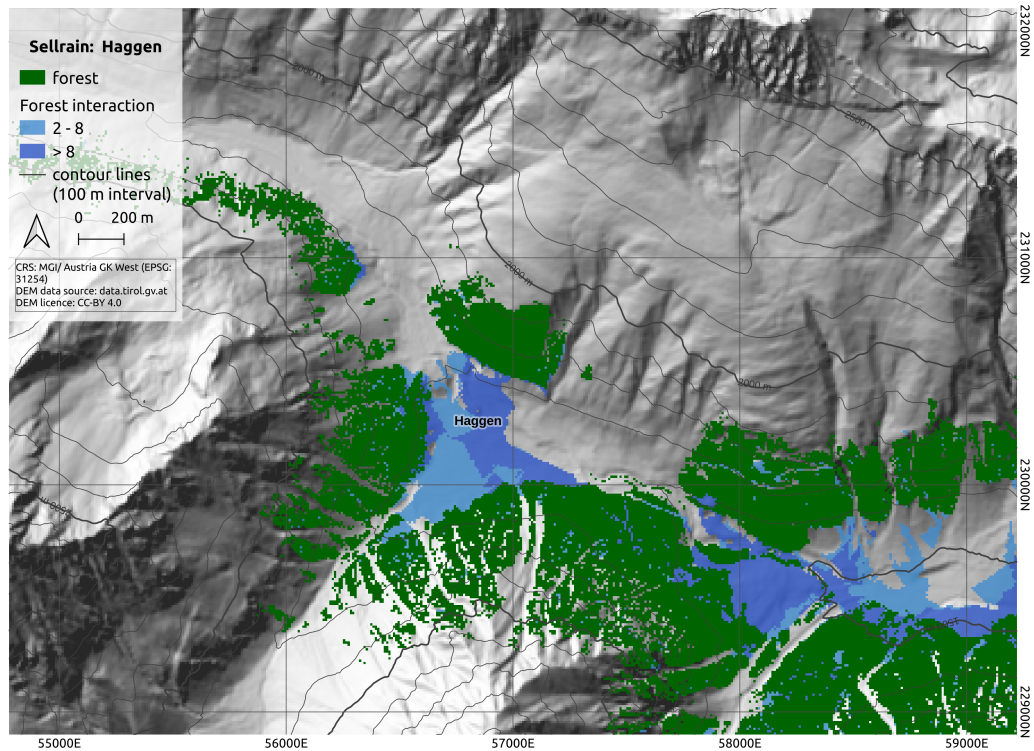 Sellrain: Haggen
forest
Forest interaction
2 - 8
> 8
contour lines
(100 m interval)
0 200 m
CRS: MGI/ Austria GK West (EPSG:
31254)
DEM data source: data.tirol.gv.at
DEM licence: CC-BY 4.0
2500 m
2000 m
2000 m
Haggen
232000N
231000N
230000N
229000N
55000E
56000E
57000E
58000E
59000E